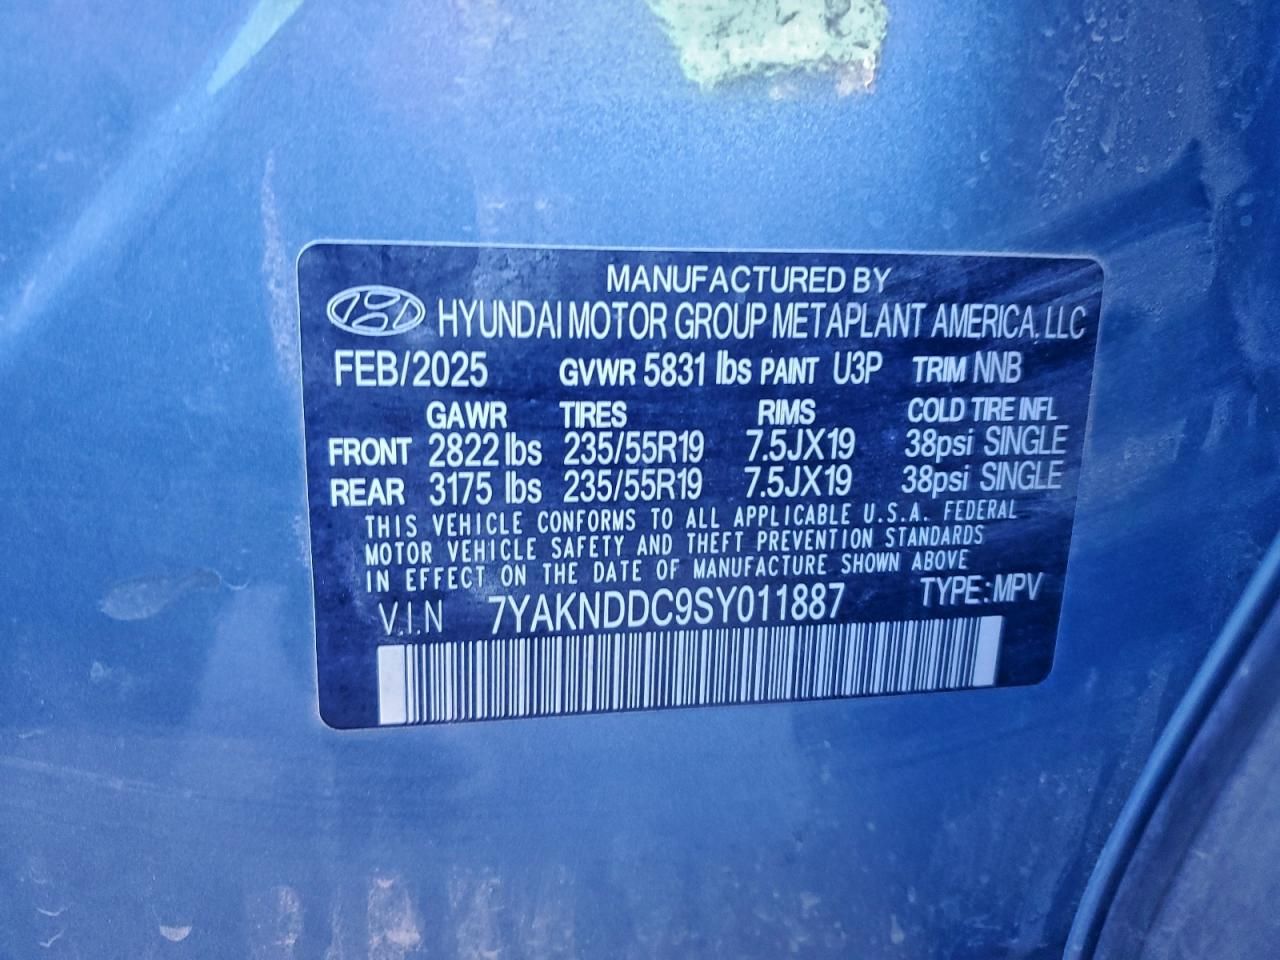 MANUFACTURED BY
HYUNDAI MOTOR GROUP METAPLANT AMERICA, LLC
FEB/2025 GVWR 5831 lbs PAINT U3P TRIM NNB
GAWR TIRES RIMS COLD TIRE INFL
FRONT 2822 lbs 235/55R19 7.5JX19 38psi SINGLE
REAR 3175 lbs 235/55R19 7.5JX19 38psi SINGLE
THIS VEHICLE CONFORMS TO ALL APPLICABLE U.S.A. FEDERAL
MOTOR VEHICLE SAFETY AND THEFT PREVENTION STANDARDS
IN EFFECT ON THE DATE OF MANUFACTURE SHOWN ABOVE
V.I.N 7YAKNDDC9SY011887 TYPE: MPV